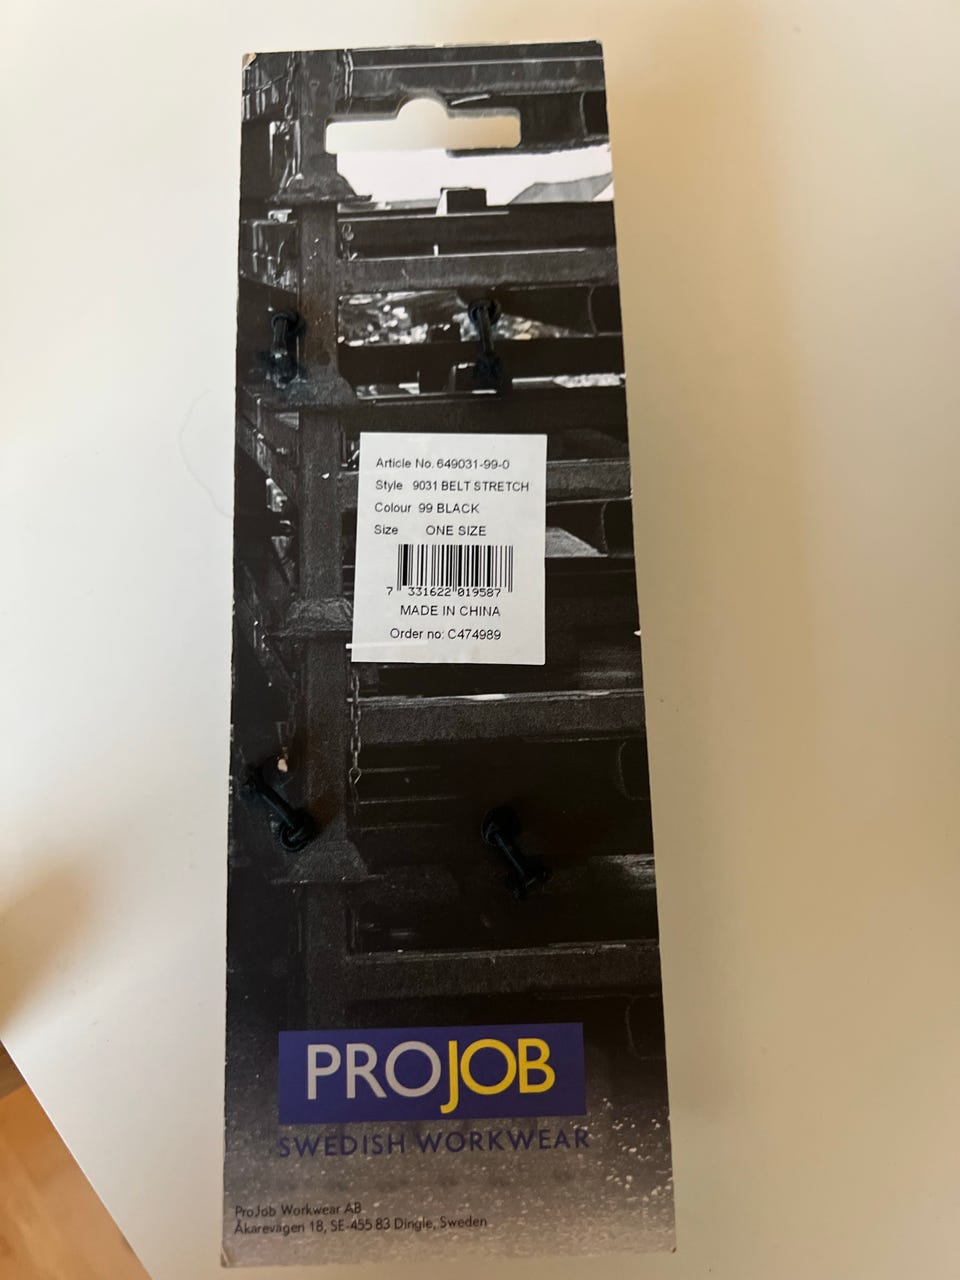 Article No. 649031-99-0
Style 9031 BELT STRETCH
Colour 99 BLACK
Size ONE SIZE
7 331622 019587
MADE IN CHINA
Order no: C474989
PROJOB
SWEDISH WORKWEAR
ProJob Workwear AB
Åkarevägen 18, SE-455 83 Dingle, Sweden